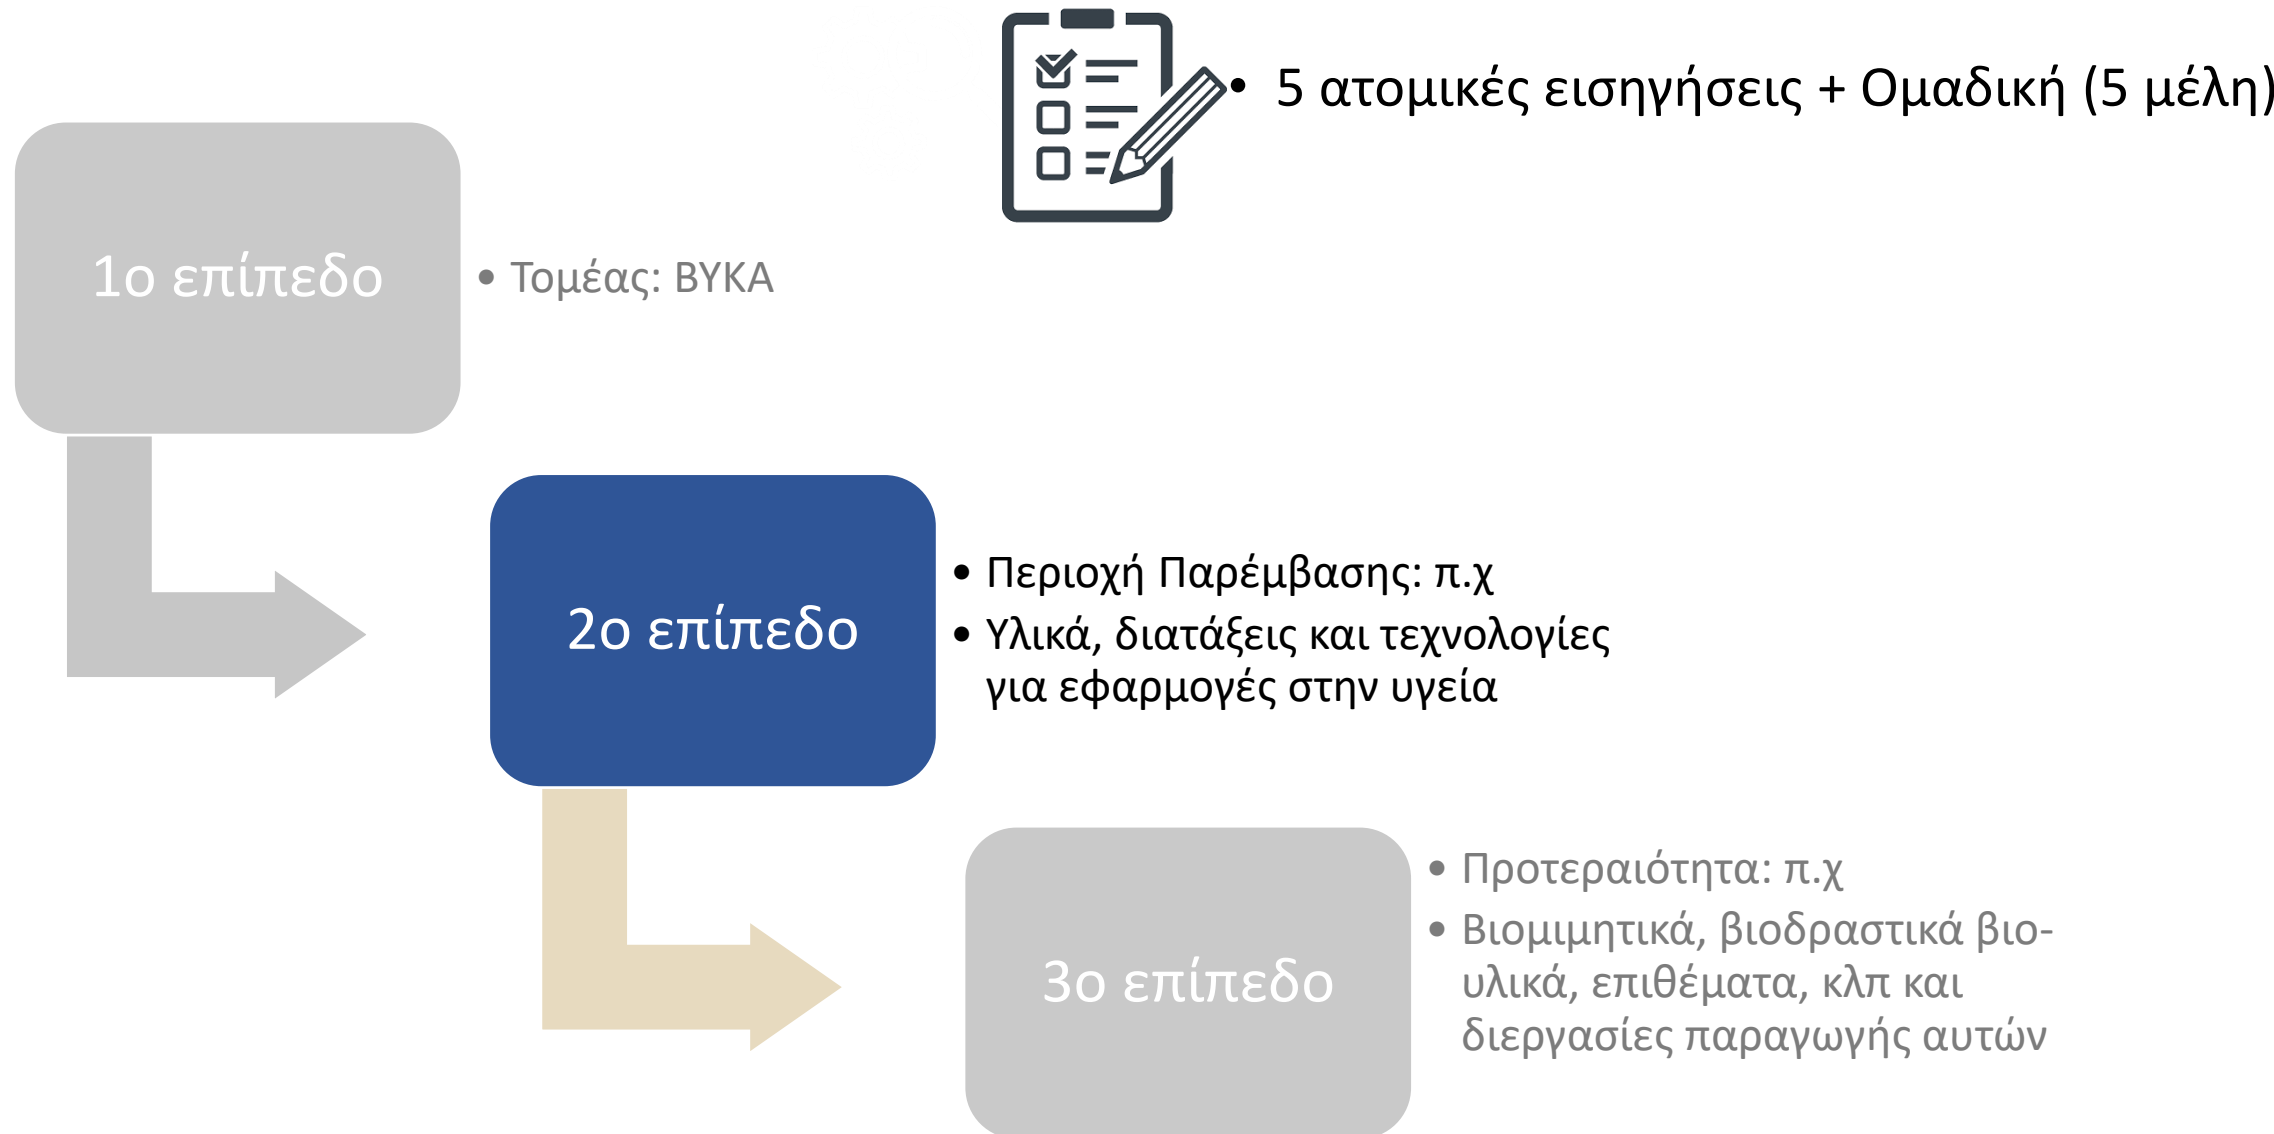 • 5 ατομικές εισηγήσεις + Ομαδική (5 μέλη)
1ο επίπεδο
• Τομέας: ΒΥΚΑ
2ο επίπεδο
• Περιοχή Παρέμβασης: π.χ
• Υλικά, διατάξεις και τεχνολογίες
για εφαρμογές στην υγεία
3ο επίπεδο
• Προτεραιότητα: π.χ
• Βιομιμητικά, βιοδραστικά βιο-
υλικά, επιθέματα, κλπ και
διεργασίες παραγωγής αυτών